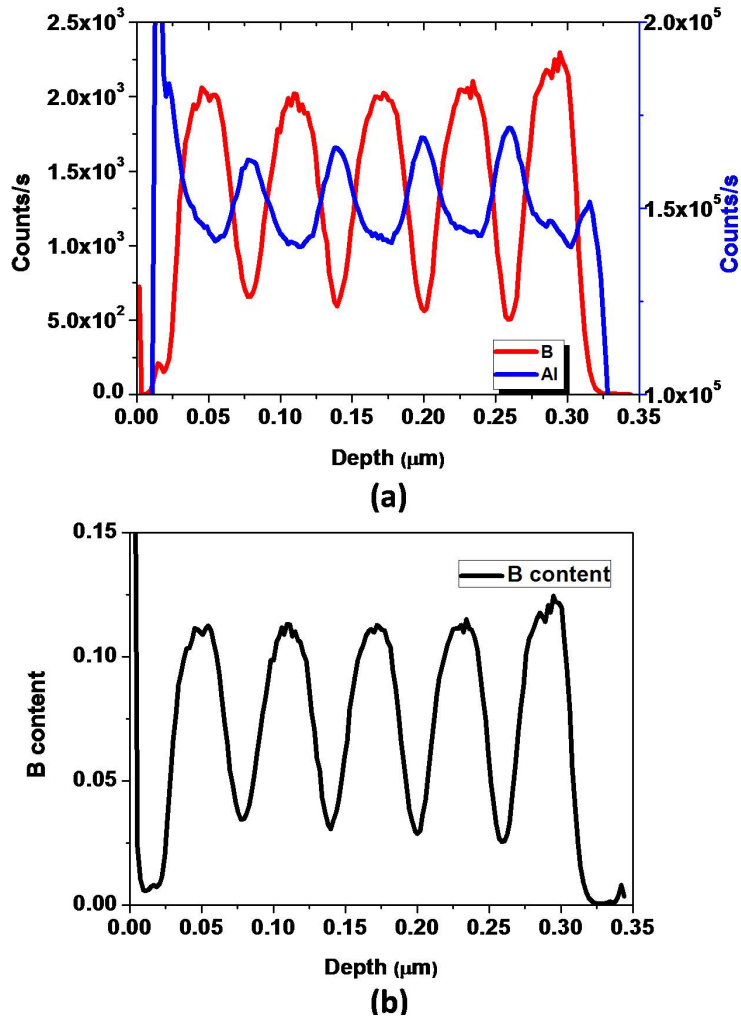 2.5x10³
2.0x10³
1.5x10³
1.0x10³
5.0x10²
0.0
Counts/s
2.0x10⁵
1.5x10⁵
1.0x10⁵
Counts/s
B
Al
0.00 0.05 0.10 0.15 0.20 0.25 0.30 0.35
Depth (μm)
(a)
0.15
0.10
0.05
0.00
B content
B content
0.00 0.05 0.10 0.15 0.20 0.25 0.30 0.35
Depth (μm)
(b)